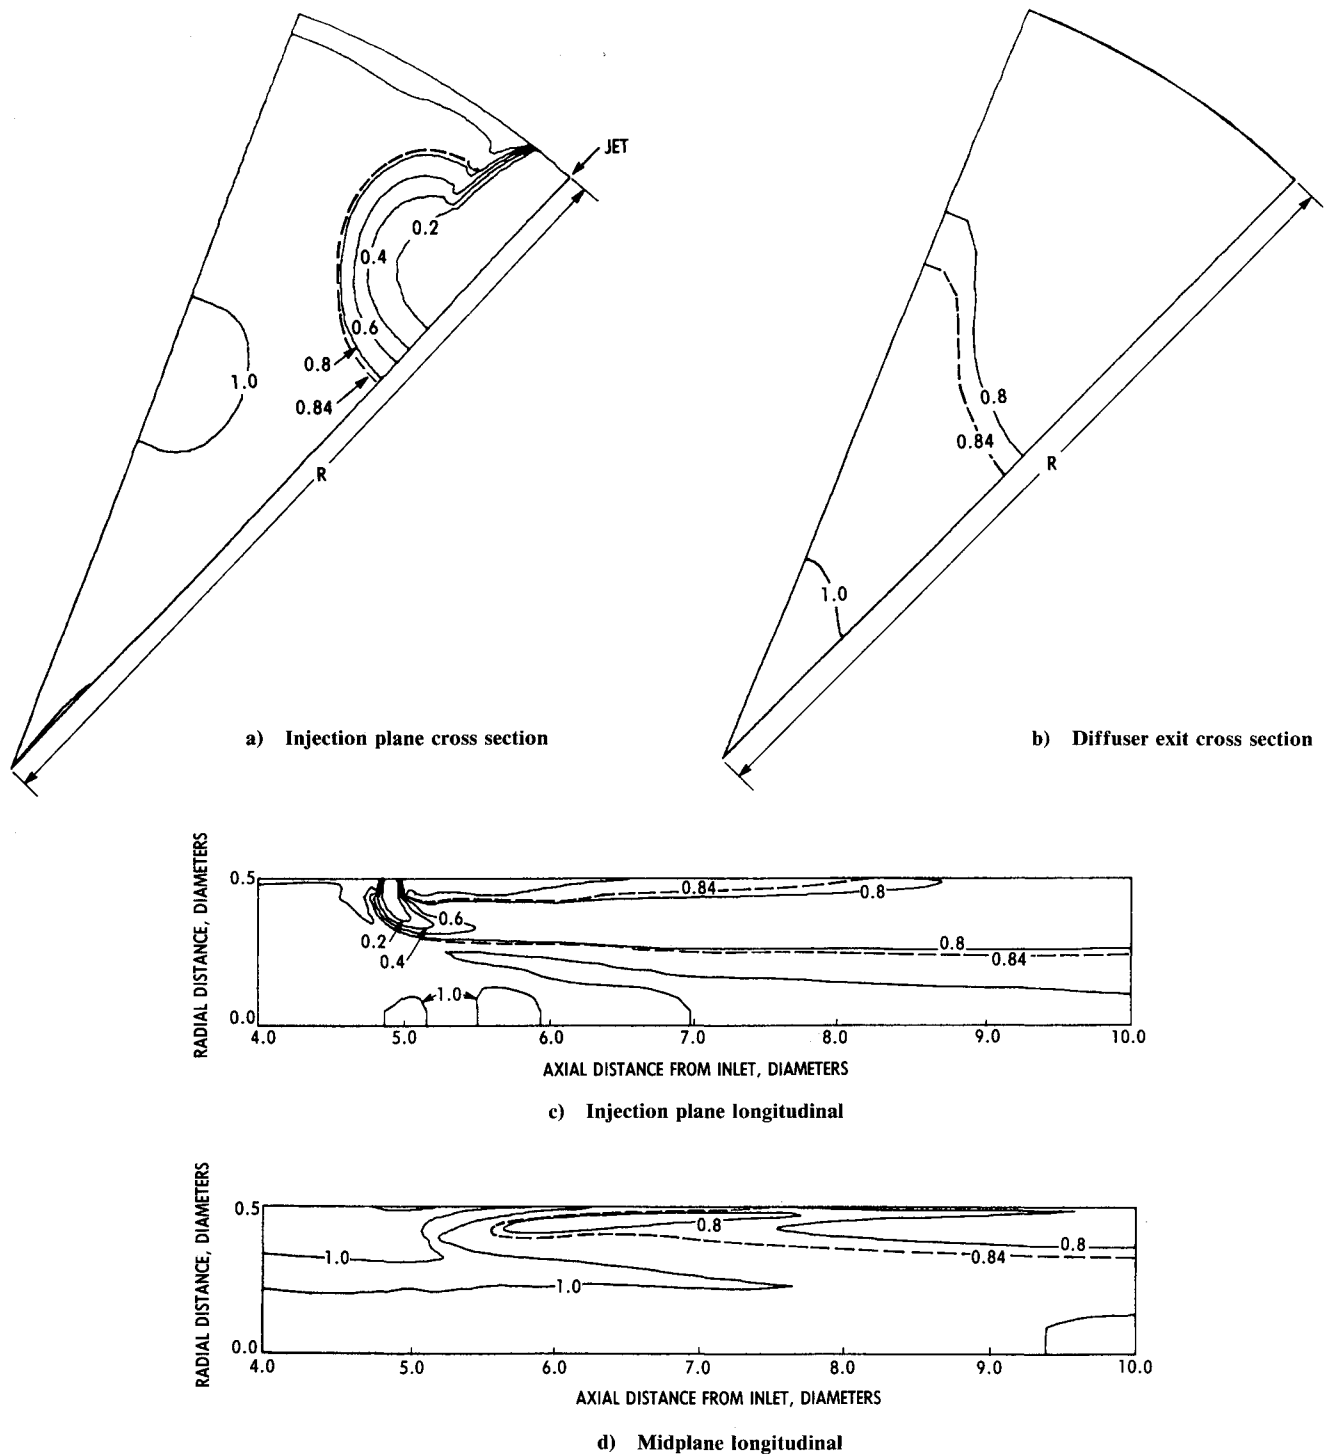 JET
0.2
0.4
0.6
0.8
0.84
1.0
R
a) Injection plane cross section
0.8
0.84
1.0
R
b) Diffuser exit cross section
RADIAL DISTANCE, DIAMETERS
0.5
0.0
0.84
0.8
0.6
0.2
0.4
0.8
0.84
1.0
4.0 5.0 6.0 7.0 8.0 9.0 10.0
AXIAL DISTANCE FROM INLET, DIAMETERS
c) Injection plane longitudinal
RADIAL DISTANCE, DIAMETERS
0.5
0.0
0.8
0.8
0.84
1.0
1.0
4.0 5.0 6.0 7.0 8.0 9.0 10.0
AXIAL DISTANCE FROM INLET, DIAMETERS
d) Midplane longitudinal